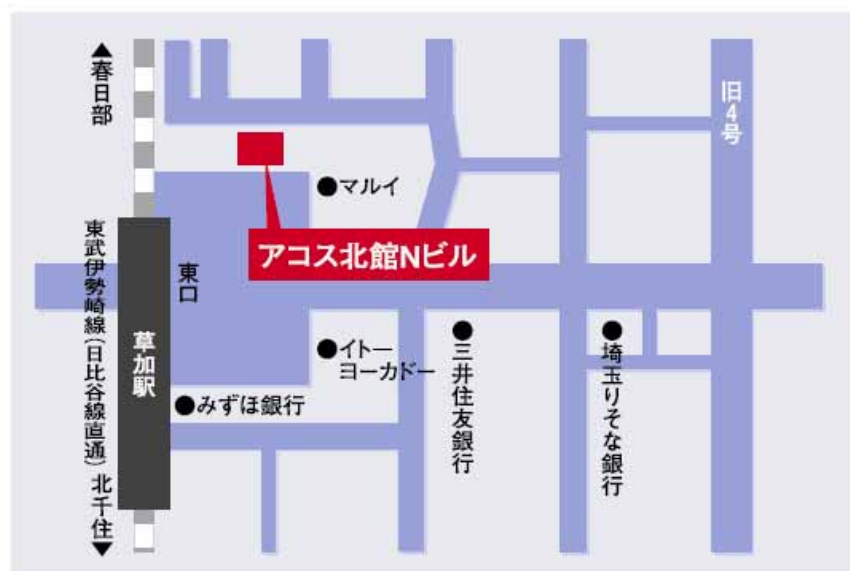 ▲春日部
旧4号
●マルイ
アコス北館Nビル
東口
東武伊勢崎線(日比谷線直通)
草加駅
●イトー
ヨーカドー
●三井住友銀行
●埼玉りそな銀行
●みずほ銀行
北千住▼